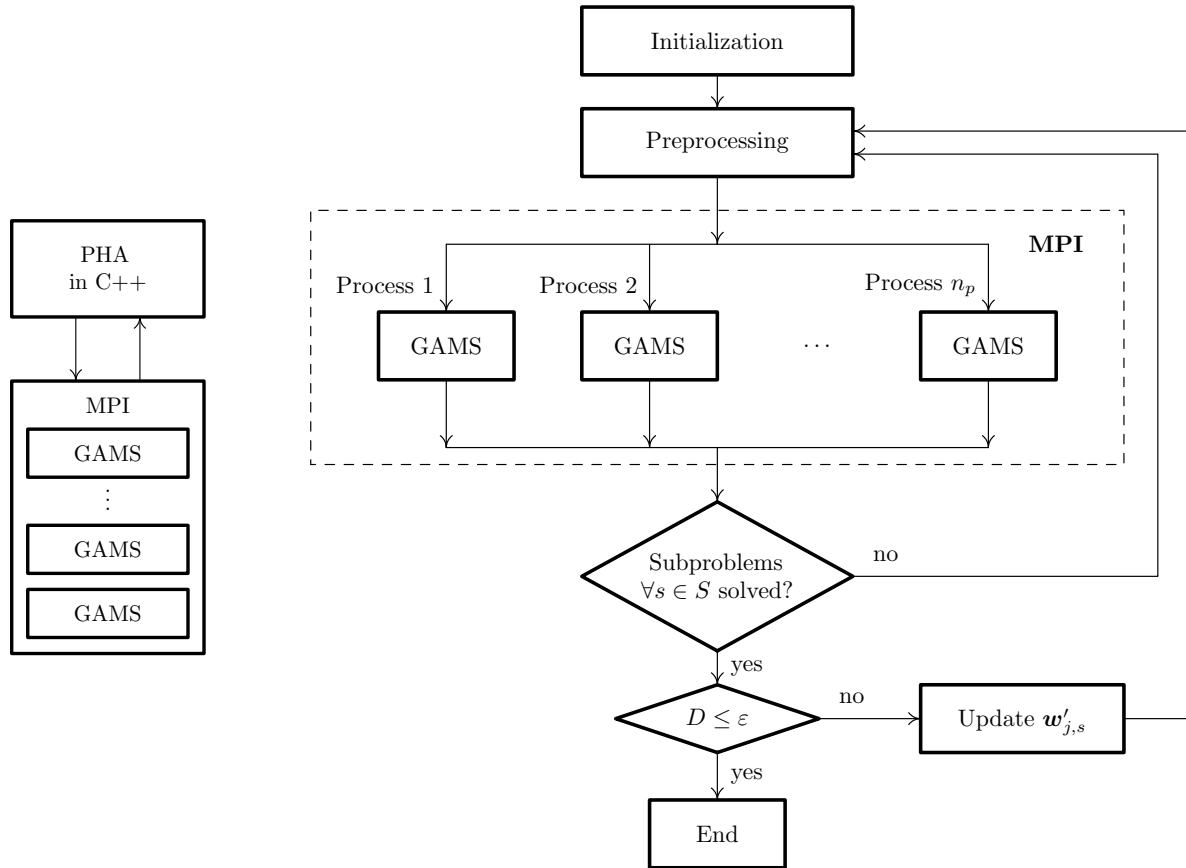 PHA
in C++
MPI
GAMS
⋮
GAMS
GAMS
Initialization
Preprocessing
MPI
Process 1
Process 2
Process $n_p$
GAMS
GAMS
⋯
GAMS
Subproblems
∀s ∈ S solved?
no
yes
D ≤ ε
no
Update $\boldsymbol{w}'_{j,s}$
yes
End